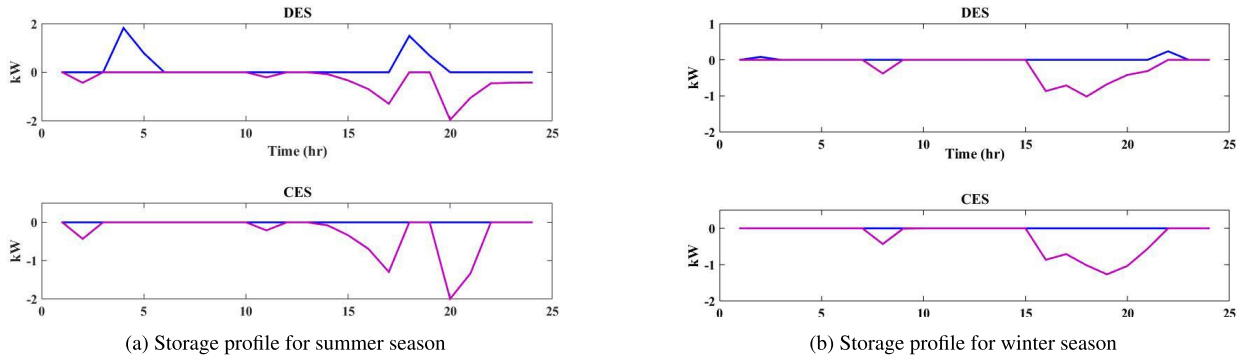 DES
2
0
-2
kW
0 5 10 15 20 25
Time (hr)
CES
0
-1
-2
kW
0 5 10 15 20 25
(a) Storage profile for summer season
DES
1
0
-1
-2
kW
0 5 10 15 20 25
Time (hr)
CES
0
-1
-2
kW
0 5 10 15 20 25
(b) Storage profile for winter season